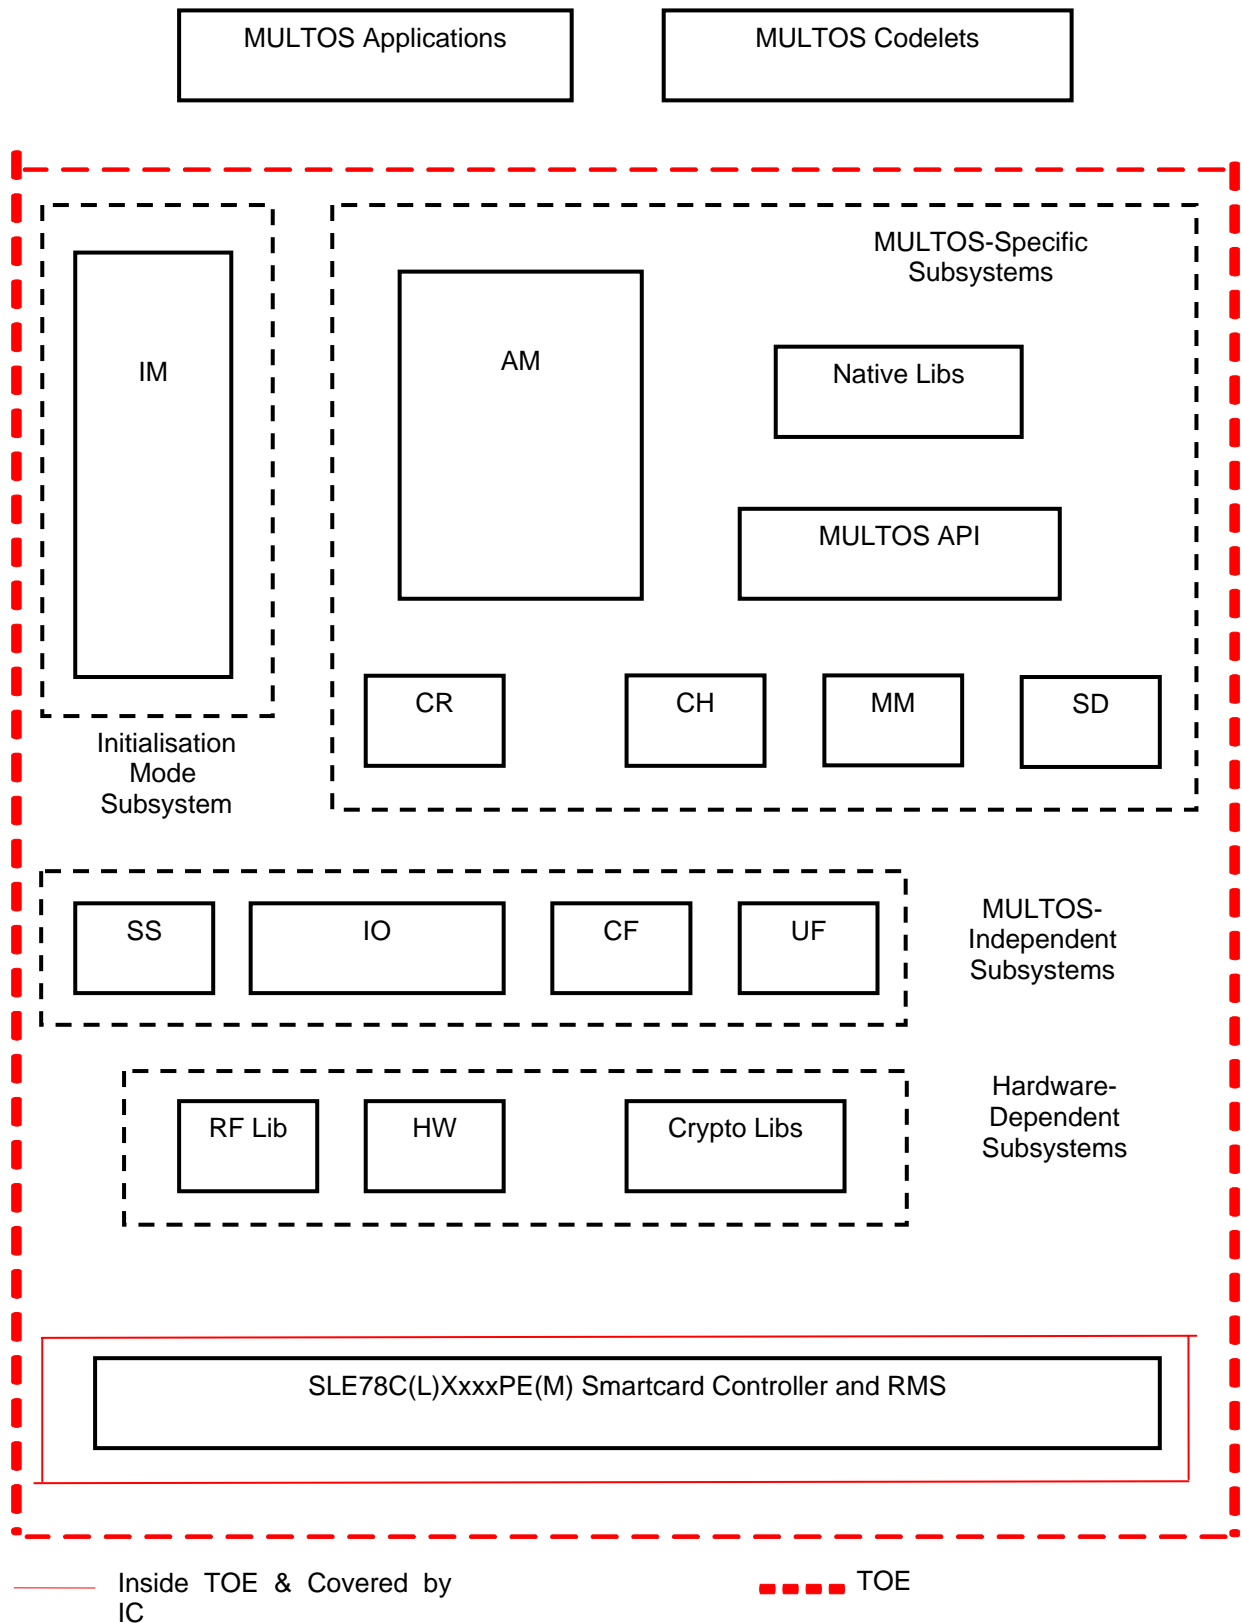 MULTOS Applications
MULTOS Codelets
MULTOS-Specific
Subsystems
IM
AM
Native Libs
MULTOS API
CR
CH
MM
SD
Initialisation
Mode
Subsystem
SS
IO
CF
UF
MULTOS-
Independent
Subsystems
RF Lib
HW
Crypto Libs
Hardware-
Dependent
Subsystems
SLE78C(L)XxxxPE(M) Smartcard Controller and RMS
Inside TOE & Covered by
IC
TOE